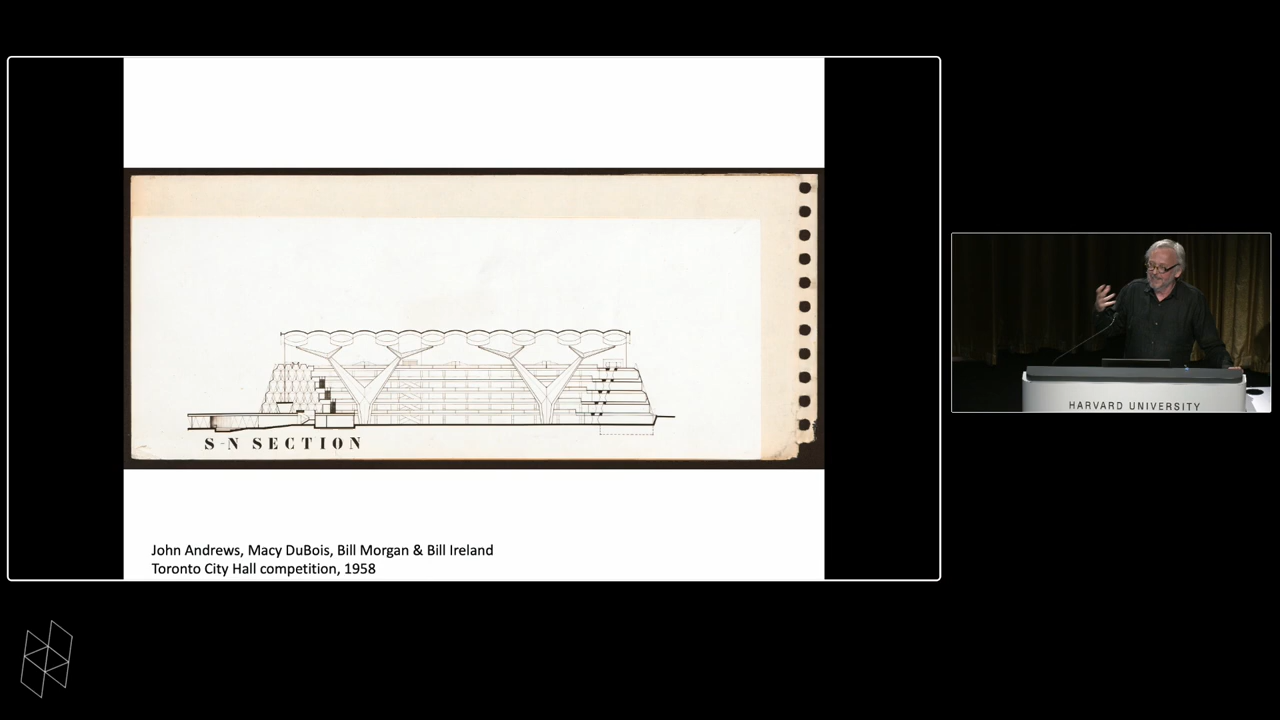 S-N SECTION
John Andrews, Macy DuBois, Bill Morgan & Bill Ireland
Toronto City Hall competition, 1958
HARVARD UNIVERSITY